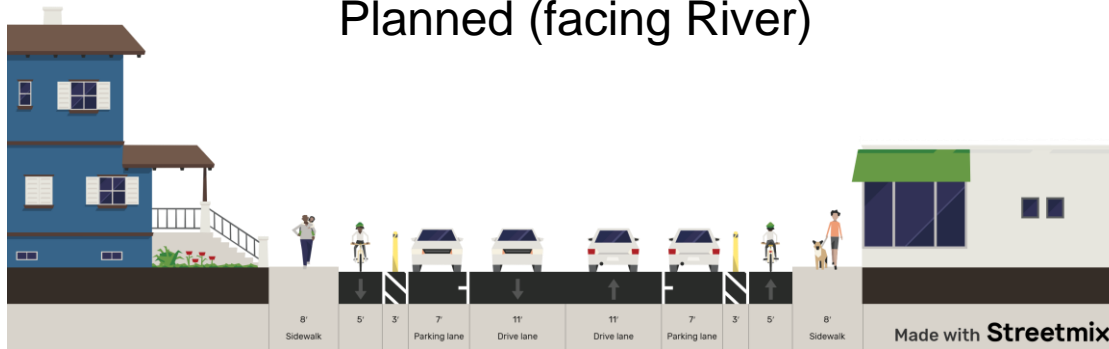 Planned (facing River)
8' 5' 3' 7' 11' 11' 7' 3' 5' 8'
Sidewalk Parking lane Drive lane Drive lane Parking lane Sidewalk
Made with Streetmix